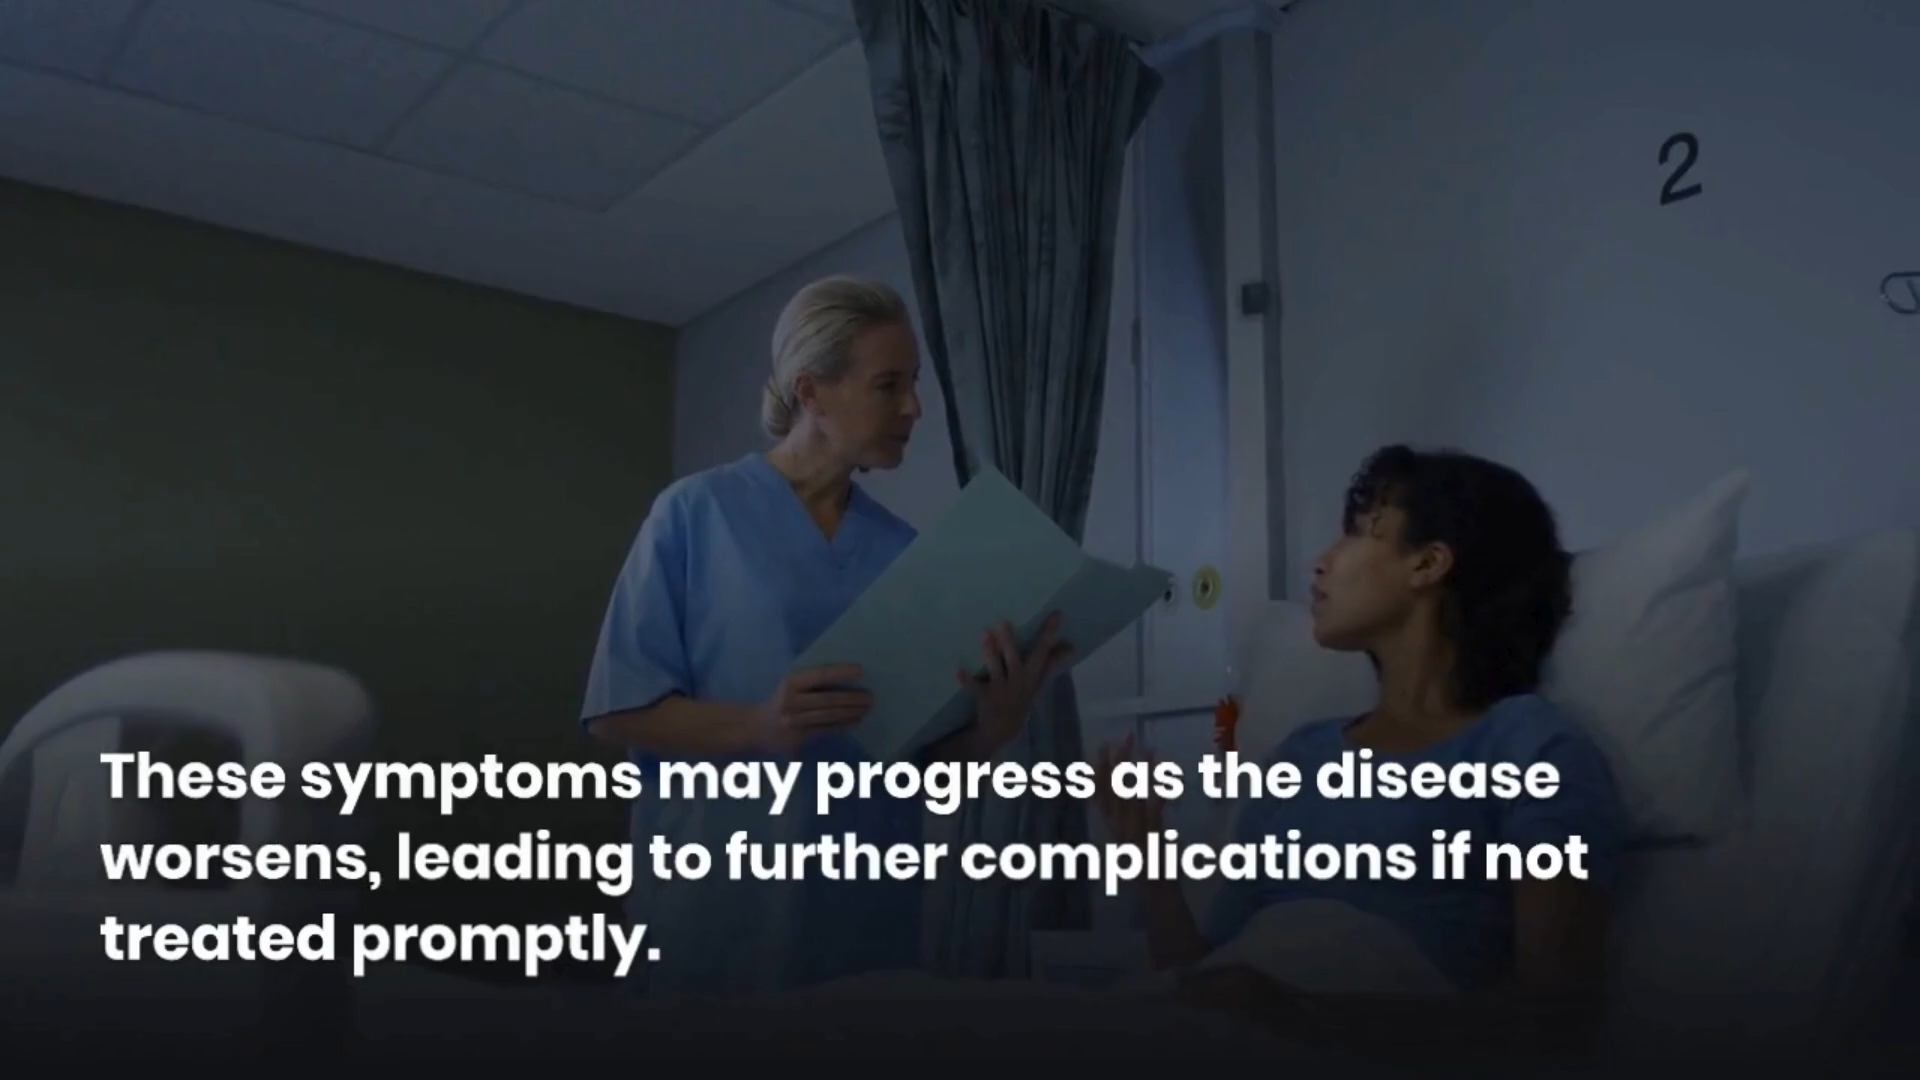 2
These symptoms may progress as the disease
worsens, leading to further complications if not
treated promptly.